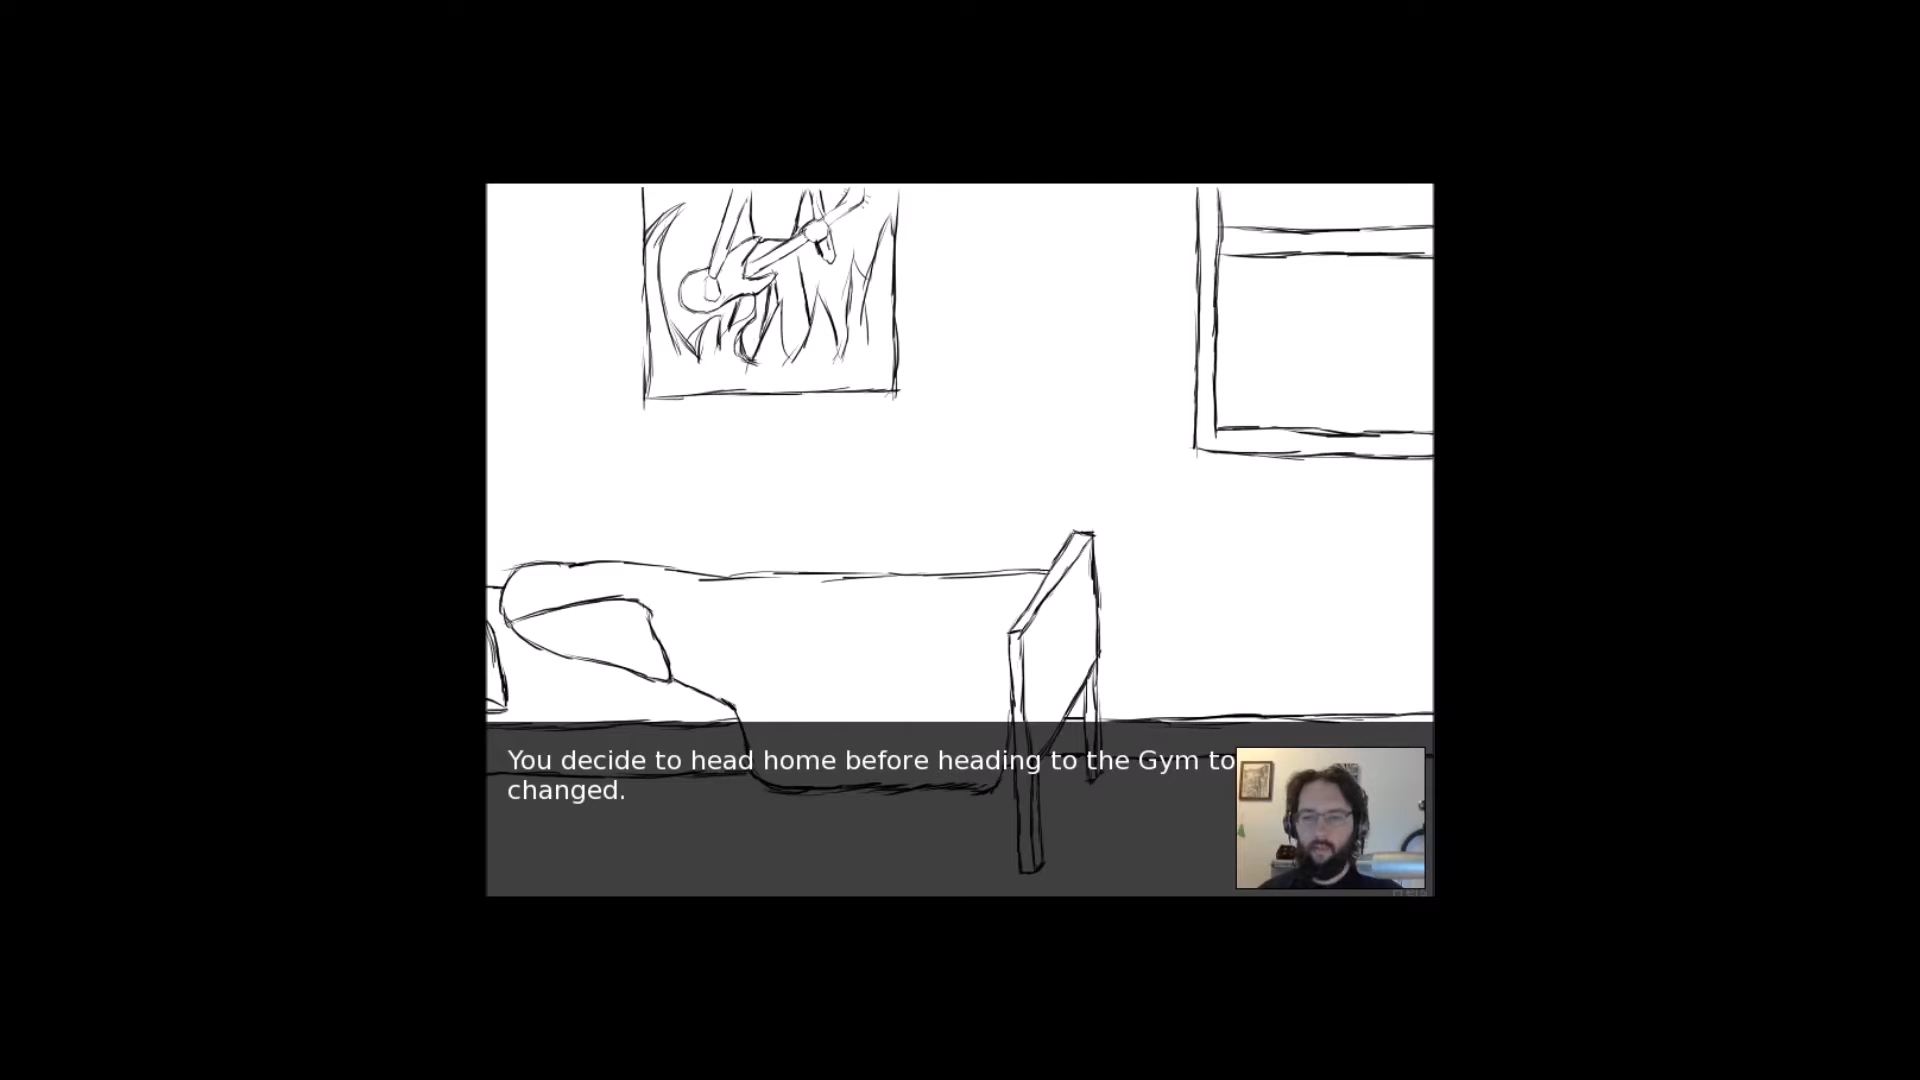 You decide to head home before heading to the Gym to
changed.